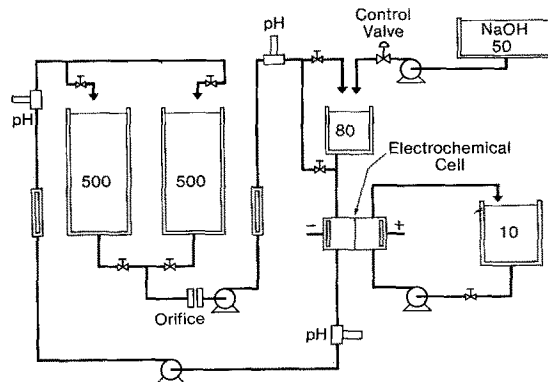 pH
Control
Valve
NaOH
50
pH
500
500
80
Electrochemical
Cell
−
+
10
Orifice
pH